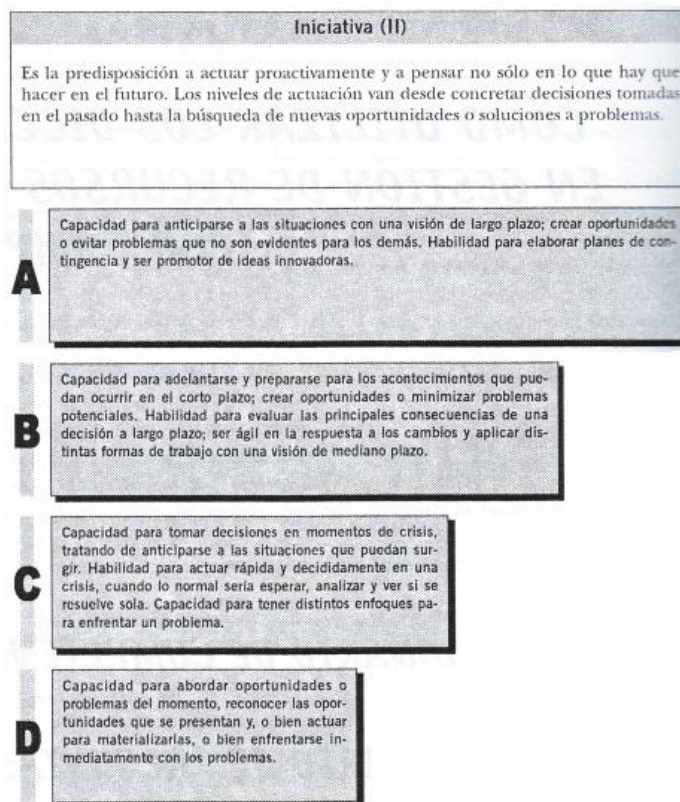 Iniciativa (II)
Es la predisposición a actuar proactivamente y a pensar no sólo en lo que hay que
hacer en el futuro. Los niveles de actuación van desde concretar decisiones tomadas
en el pasado hasta la búsqueda de nuevas oportunidades o soluciones a problemas.
A
Capacidad para anticiparse a las situaciones con una visión de largo plazo; crear oportunidades
o evitar problemas que no son evidentes para los demás. Habilidad para elaborar planes de con-
tingencia y ser promotor de ideas innovadoras.
B
Capacidad para adelantarse y prepararse para los acontecimientos que pue-
dan ocurrir en el corto plazo; crear oportunidades o minimizar problemas
potenciales. Habilidad para evaluar las principales consecuencias de una
decisión a largo plazo; ser ágil en la respuesta a los cambios y aplicar dis-
tintas formas de trabajo con una visión de mediano plazo.
C
Capacidad para tomar decisiones en momentos de crisis,
tratando de anticiparse a las situaciones que puedan sur-
gir. Habilidad para actuar rápida y decididamente en una
crisis, cuando lo normal sería esperar, analizar y ver si se
resuelve sola. Capacidad para tener distintos enfoques pa-
ra enfrentar un problema.
D
Capacidad para abordar oportunidades o
problemas del momento, reconocer las opor-
tunidades que se presentan y, o bien actuar
para materializarlas, o bien enfrentarse in-
mediatamente con los problemas.